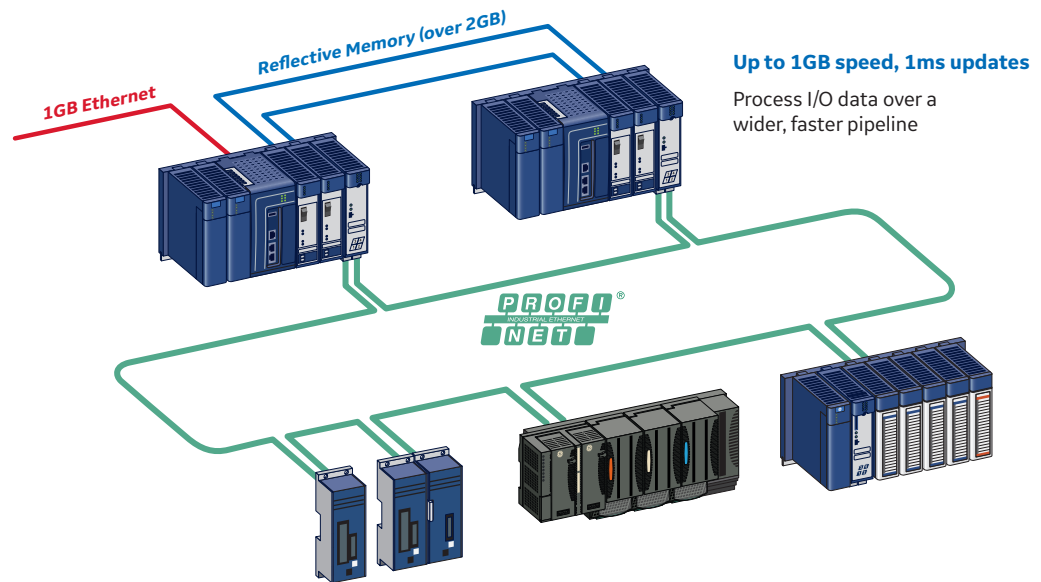 Reflective Memory (over 2GB)
1GB Ethernet
Up to 1GB speed, 1ms updates
Process I/O data over a
wider, faster pipeline
PROFI®
INDUSTRIAL ETHERNET
NET